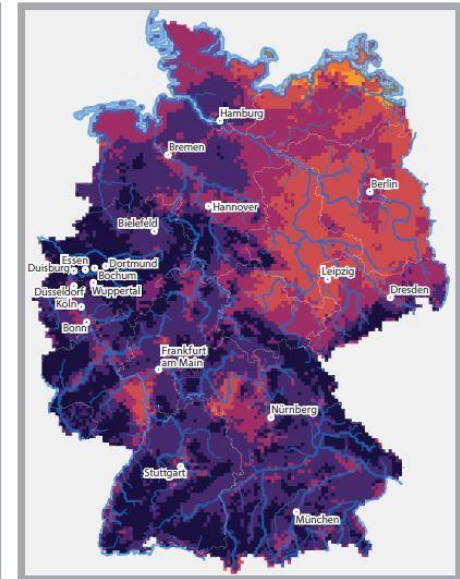 Hamburg
Bremen
Berlin
Hannover
Bielefeld
Essen
Dortmund
Duisburg
Bochum
Düsseldorf
Wuppertal
Köln
Bonn
Leipzig
Dresden
Frankfurt
am Main
Nürnberg
Stuttgart
München